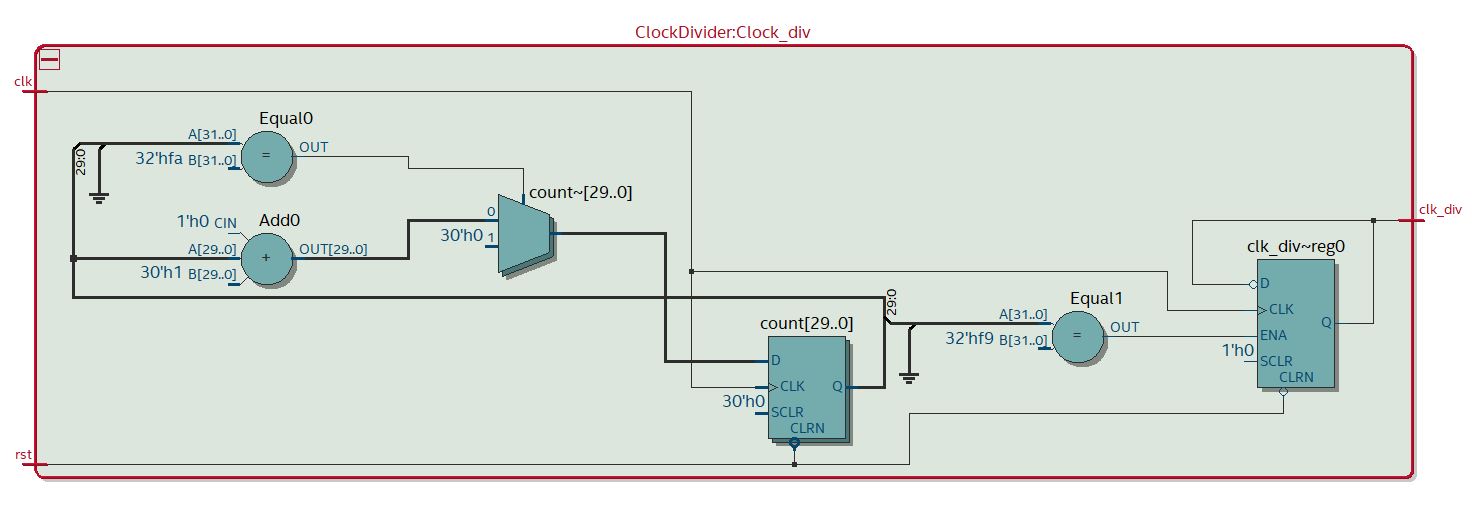 ClockDivider:Clock_div
clk
Equal0
A[31..0]
32'hfa B[31..0]
=
OUT
29:0
count~[29..0]
1'h0 CIN
Add0
A[29..0]
30'h1 B[29..0]
+
OUT[29..0]
0
30'h0 1
clk_div
clk_div~reg0
D
CLK
ENA
1'h0 SCLR
CLRN
Q
29:0
Equal1
A[31..0]
32'hf9 B[31..0]
=
OUT
count[29..0]
D
CLK
Q
30'h0 SCLR
CLRN
rst